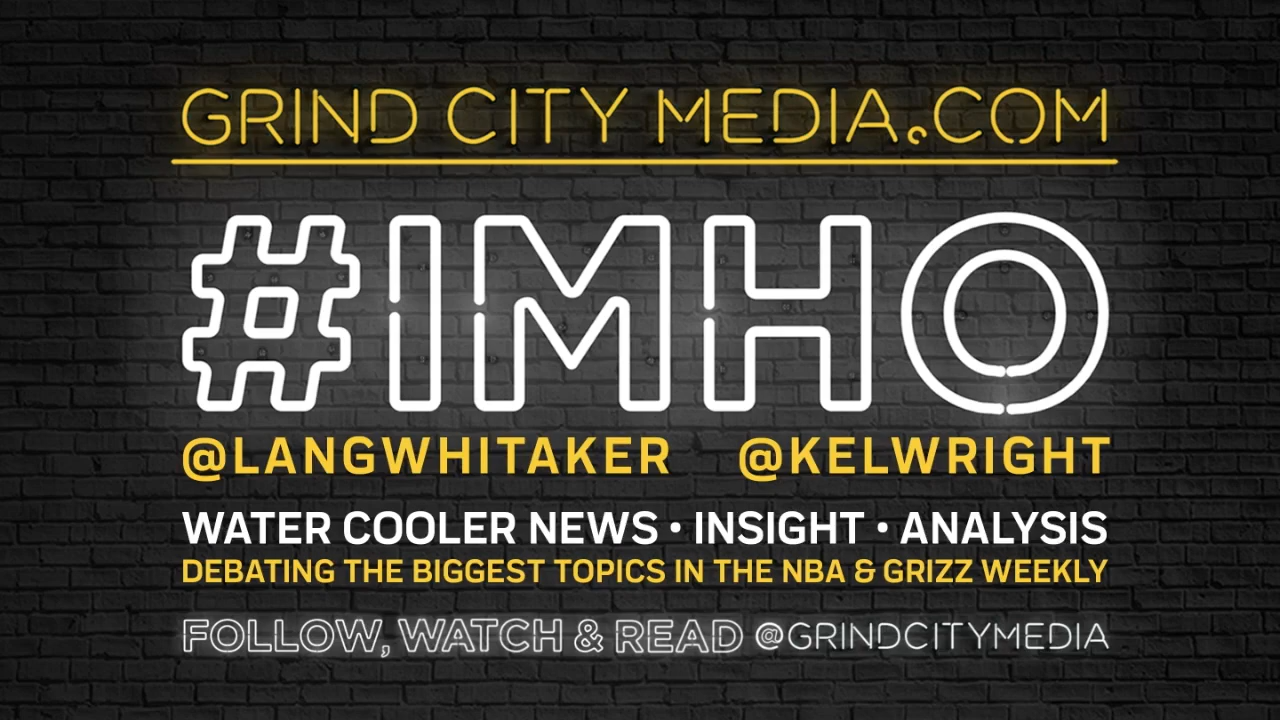 GRIND CITY MEDIA.COM
#IMHO
@LANGWHITAKER @KELWRIGHT
WATER COOLER NEWS • INSIGHT • ANALYSIS
DEBATING THE BIGGEST TOPICS IN THE NBA & GRIZZ WEEKLY
FOLLOW, WATCH & READ @GRINDCITYMEDIA